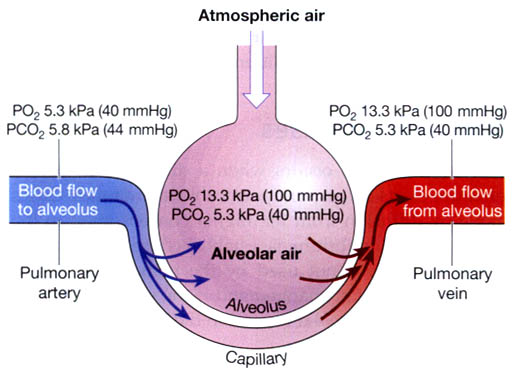 Atmospheric air
PO₂ 5.3 kPa (40 mmHg)
PCO₂ 5.8 kPa (44 mmHg)
PO₂ 13.3 kPa (100 mmHg)
PCO₂ 5.3 kPa (40 mmHg)
Blood flow
to alveolus
PO₂ 13.3 kPa (100 mmHg)
PCO₂ 5.3 kPa (40 mmHg)
Alveolar air
Blood flow
from alveolus
Pulmonary
artery
Alveolus
Pulmonary
vein
Capillary